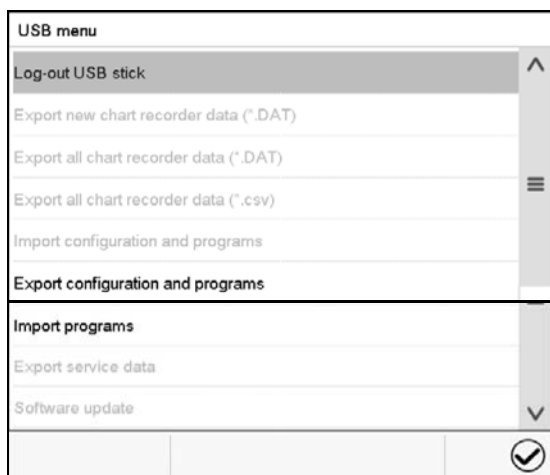 USB menu
Log-out USB stick
Export new chart recorder data (*.DAT)
Export all chart recorder data (*.DAT)
Export all chart recorder data (*.csv)
Import configuration and programs
Export configuration and programs
Import programs
Export service data
Software update